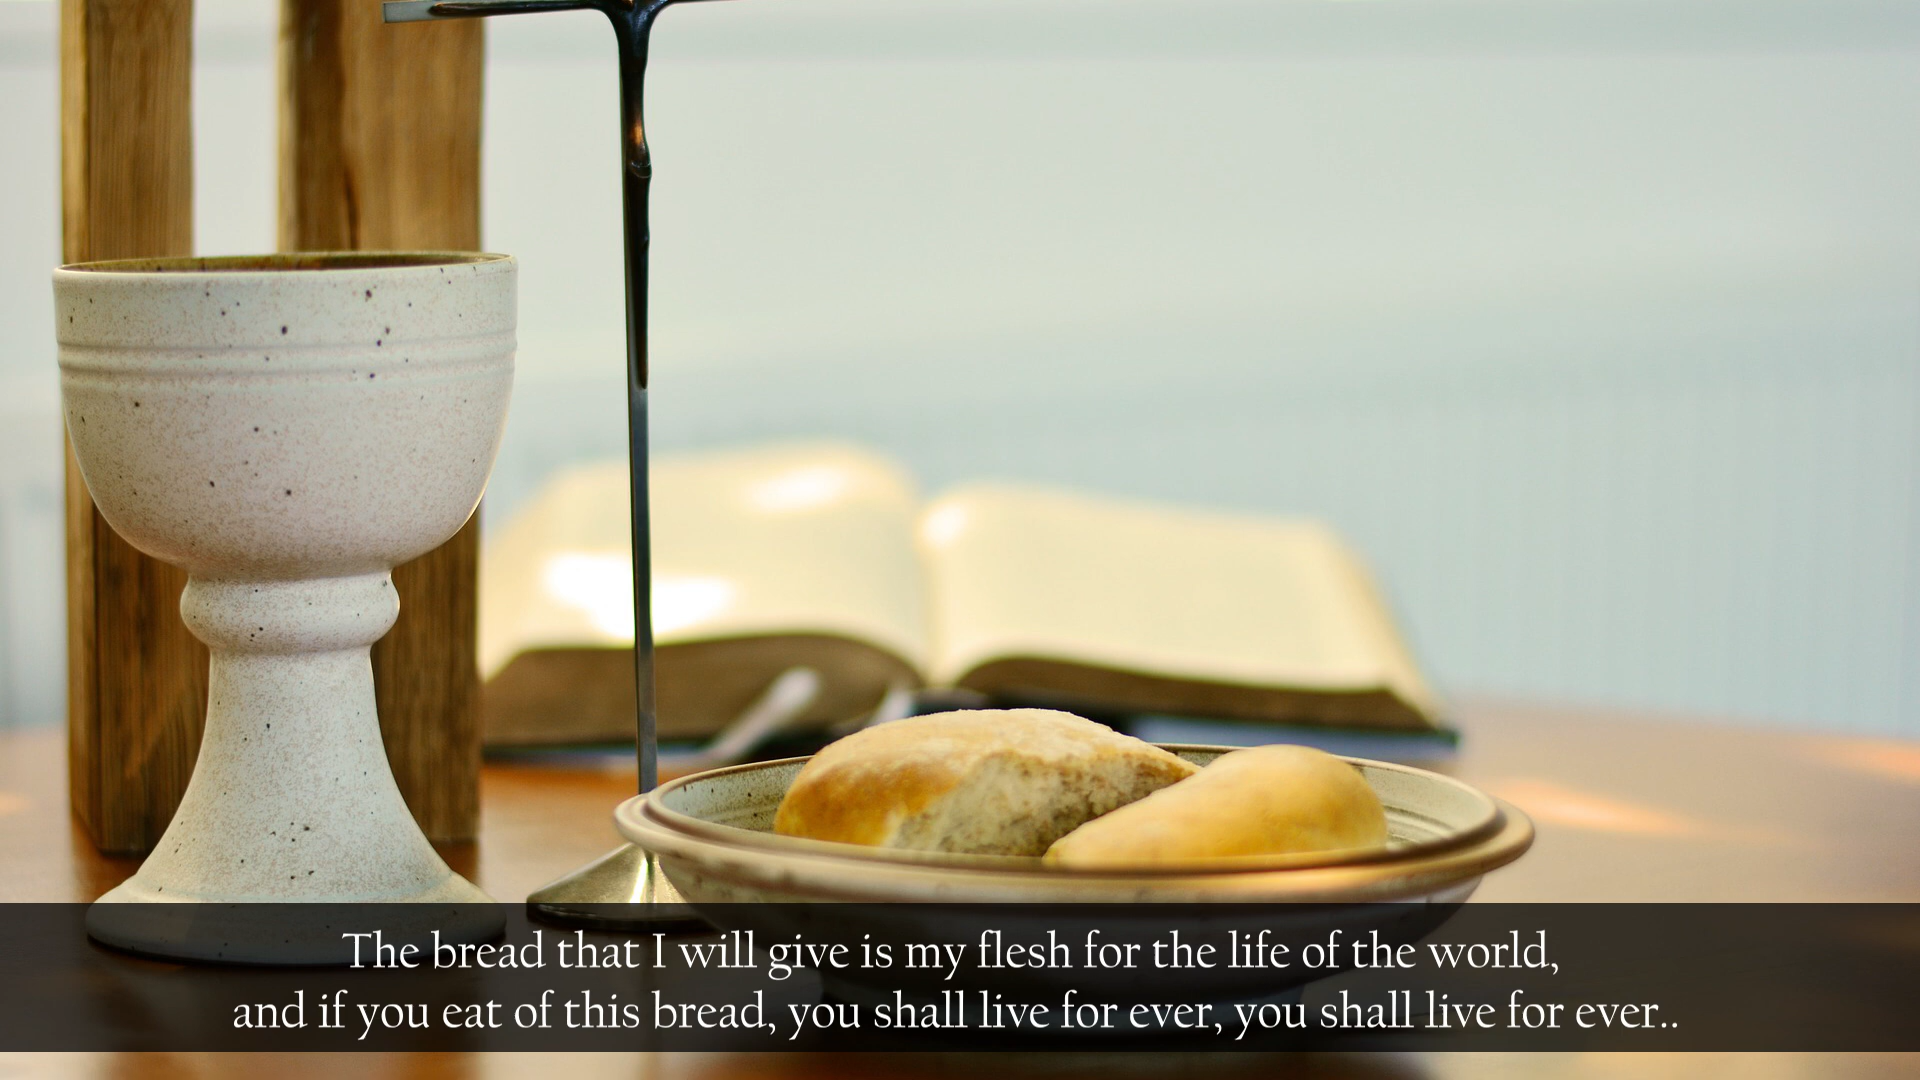 The bread that I will give is my flesh for the life of the world,
and if you eat of this bread, you shall live for ever, you shall live for ever..